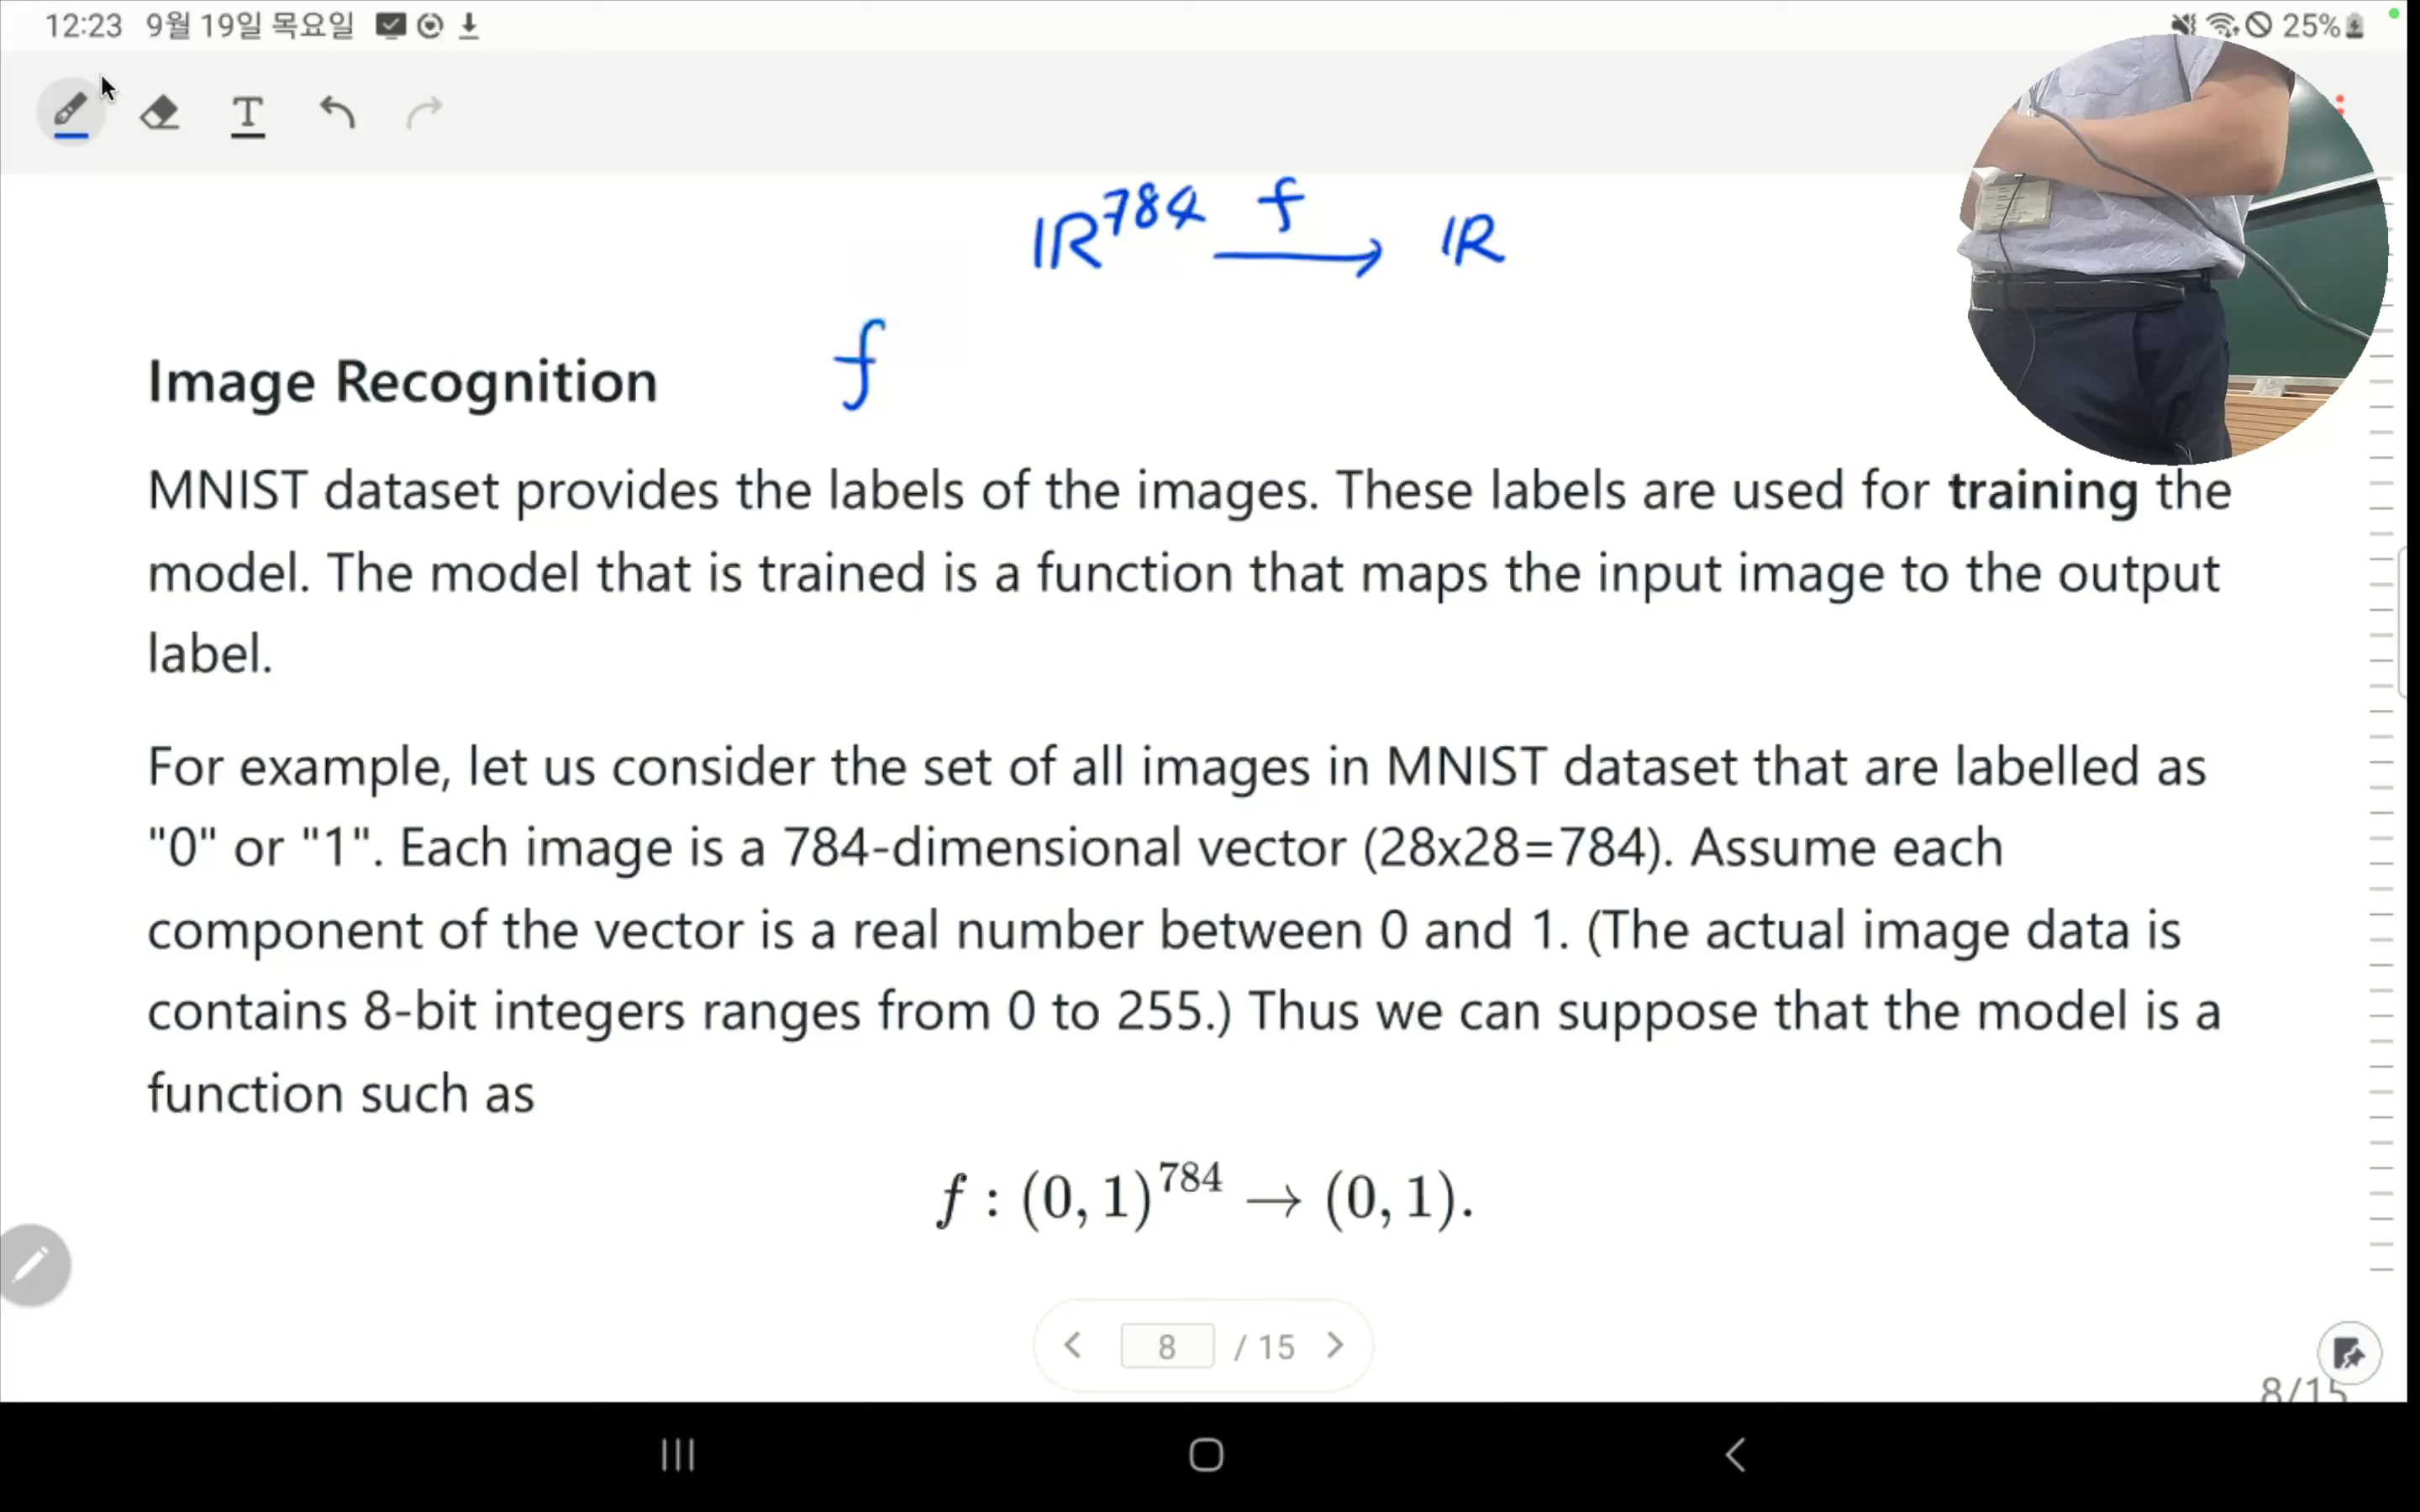 12:23 9월 19일 목요일 25%
T
ℝ^784 f → ℝ
f
Image Recognition
MNIST dataset provides the labels of the images. These labels are used for training the
model. The model that is trained is a function that maps the input image to the output
label.
For example, let us consider the set of all images in MNIST dataset that are labelled as
"0" or "1". Each image is a 784-dimensional vector (28x28=784). Assume each
component of the vector is a real number between 0 and 1. (The actual image data is
contains 8-bit integers ranges from 0 to 255.) Thus we can suppose that the model is a
function such as
f : (0, 1)^784 → (0, 1).
8 / 15
8/15